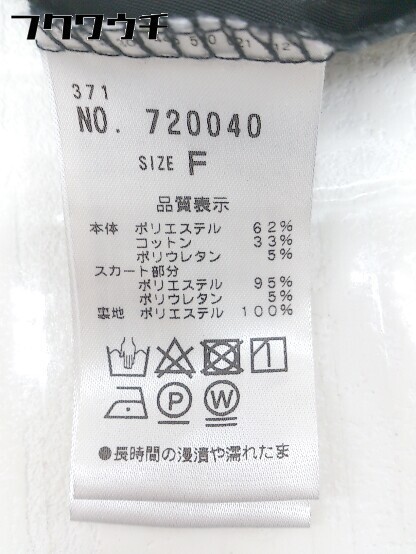 フクワウチ
371
NO. 720040
SIZE F
品質表示
本体 ポリエステル 62%
コットン 33%
ポリウレタン 5%
スカート部分
ポリエステル 95%
ポリウレタン 5%
裏地 ポリエステル 100%
P W
●長時間の浸漬や濡れたま